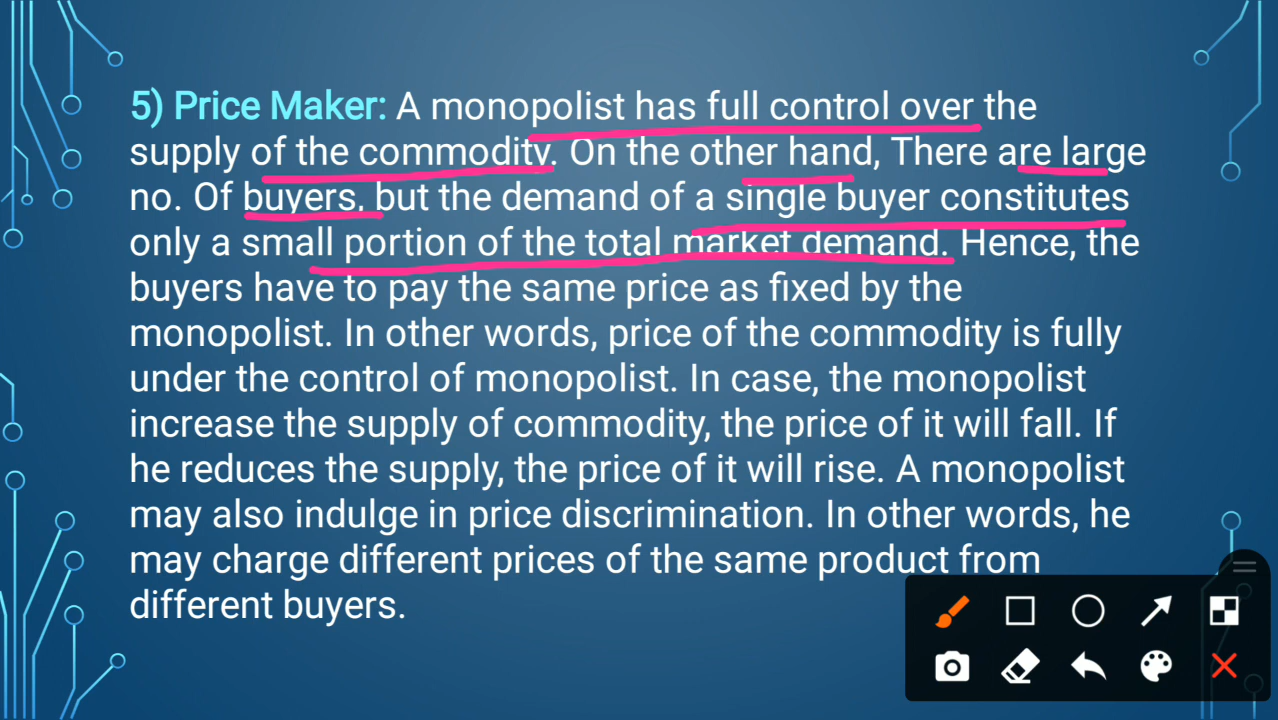 5) Price Maker: A monopolist has full control over the
supply of the commodity. On the other hand, There are large
no. Of buyers, but the demand of a single buyer constitutes
only a small portion of the total market demand. Hence, the
buyers have to pay the same price as fixed by the
monopolist. In other words, price of the commodity is fully
under the control of monopolist. In case, the monopolist
increase the supply of commodity, the price of it will fall. If
he reduces the supply, the price of it will rise. A monopolist
may also indulge in price discrimination. In other words, he
may charge different prices of the same product from
different buyers.